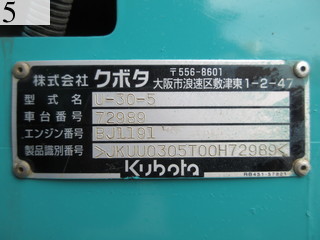 5
株式会社クボタ
〒556-8601
大阪市浪速区敷津東1-2-47
型式名 U-30-5
車台番号 72989
エンジン番号 BJ1191
製品識別番号 >JKUU0305T00H72989<
Kubota